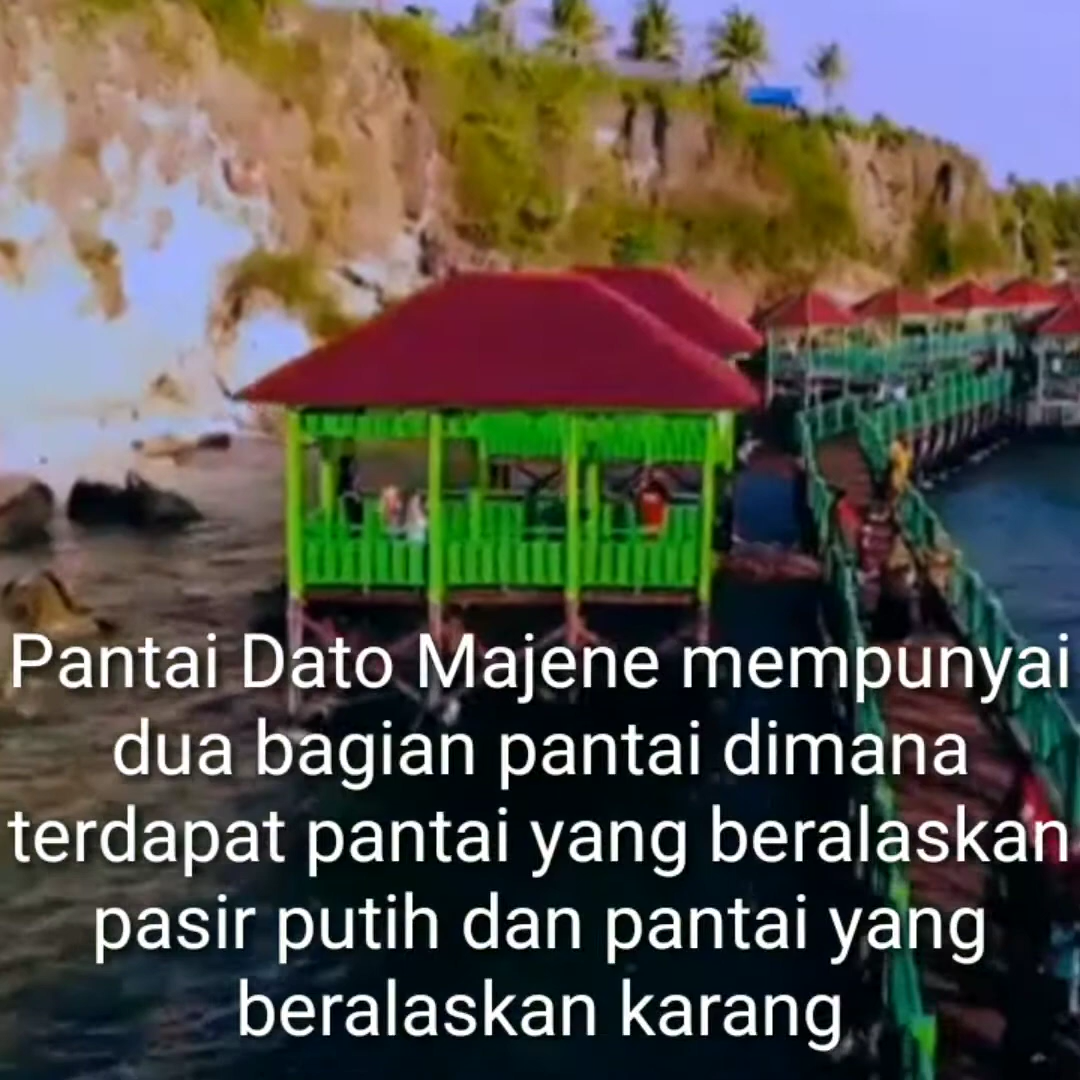 Pantai Dato Majene mempunyai
dua bagian pantai dimana
terdapat pantai yang beralaskan
pasir putih dan pantai yang
beralaskan karang